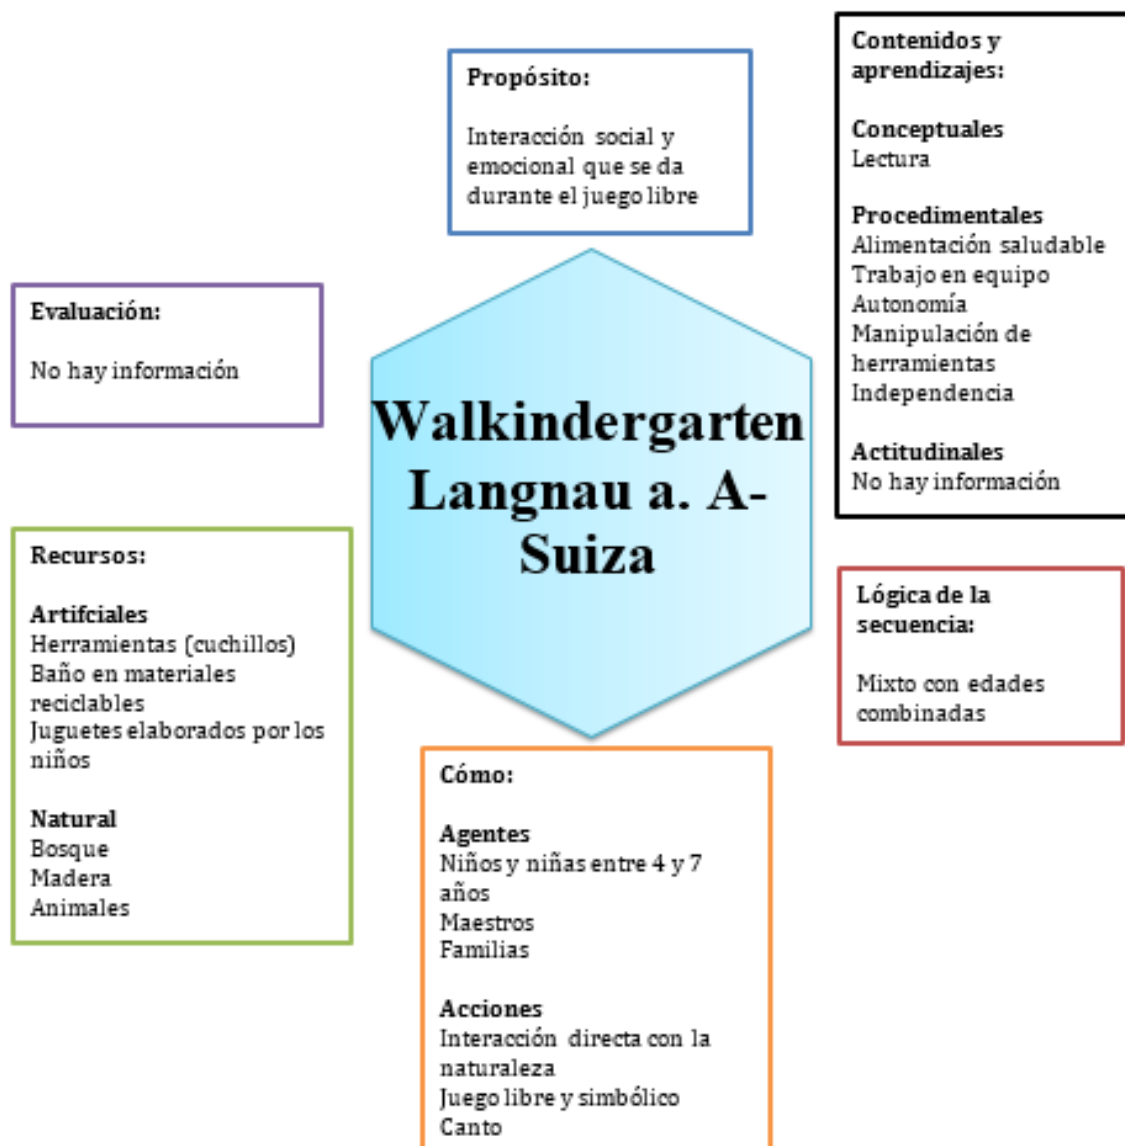 Propósito:
Interacción social y
emocional que se da
durante el juego libre
Contenidos y
aprendizajes:
Conceptuales
Lectura
Procedimentales
Alimentación saludable
Trabajo en equipo
Autonomía
Manipulación de
herramientas
Independencia
Actitudinales
No hay información
Evaluación:
No hay información
Walkindergarten
Langnau a. A-
Suiza
Recursos:
Artifciales
Herramientas (cuchillos)
Baño en materiales
reciclables
Juguetes elaborados por los
niños
Natural
Bosque
Madera
Animales
Lógica de la
secuencia:
Mixto con edades
combinadas
Cómo:
Agentes
Niños y niñas entre 4 y 7
años
Maestros
Familias
Acciones
Interacción directa con la
naturaleza
Juego libre y simbólico
Canto